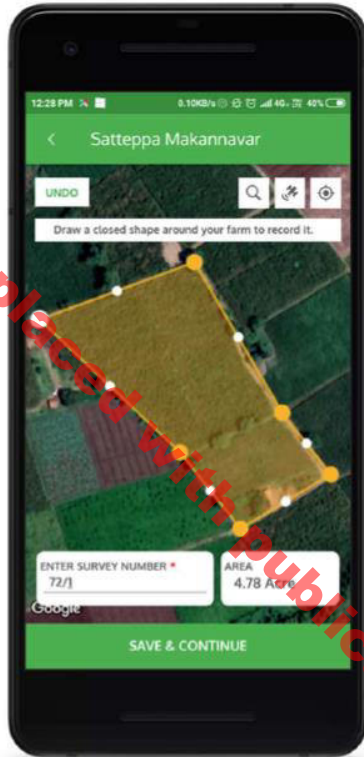 12:28 PM 0.10KB/s 4G+ 40%
Satteppa Makannavar
UNDO
Draw a closed shape around your farm to record it.
placed with public
ENTER SURVEY NUMBER *
72/1
AREA
4.78 Acre
Google
SAVE & CONTINUE